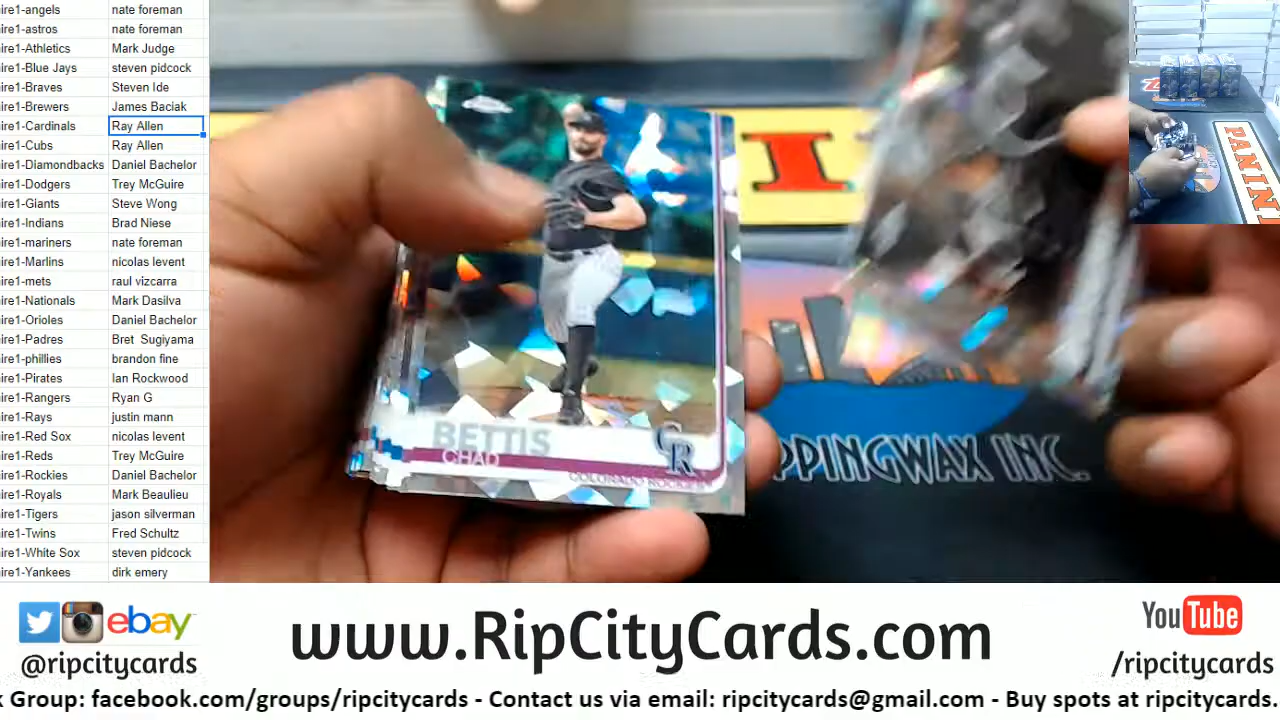 ire1-angels nate foreman
ire1-astros nate foreman
ire1-Athletics Mark Judge
ire1-Blue Jays steven pidcock
ire1-Braves Steven Ide
ire1-Brewers James Baciak
ire1-Cardinals Ray Allen
ire1-Cubs Ray Allen
ire1-Diamondbacks Daniel Bachelor
ire1-Dodgers Trey McGuire
ire1-Giants Steve Wong
ire1-Indians Brad Niese
ire1-mariners nate foreman
ire1-Marlins nicolas levent
ire1-mets raul vizcarra
ire1-Nationals Mark Dasilva
ire1-Orioles Daniel Bachelor
ire1-Padres Bret Sugiyama
ire1-phillies brandon fine
ire1-Pirates Ian Rockwood
ire1-Rangers Ryan G
ire1-Rays justin mann
ire1-Red Sox nicolas levent
ire1-Reds Trey McGuire
ire1-Rockies Daniel Bachelor
ire1-Royals Mark Beaulieu
ire1-Tigers jason silverman
ire1-Twins Fred Schultz
ire1-White Sox steven pidcock
ire1-Yankees dirk emery
BETTIS
CHAD
COLORADO ROCKIES
CR
I
PPINGWAX INC.
PANINI
ebay
@ripcitycards
www.RipCityCards.com
YouTube
/ripcitycards
k Group: facebook.com/groups/ripcitycards - Contact us via email: ripcitycards@gmail.com - Buy spots at ripcitycards.